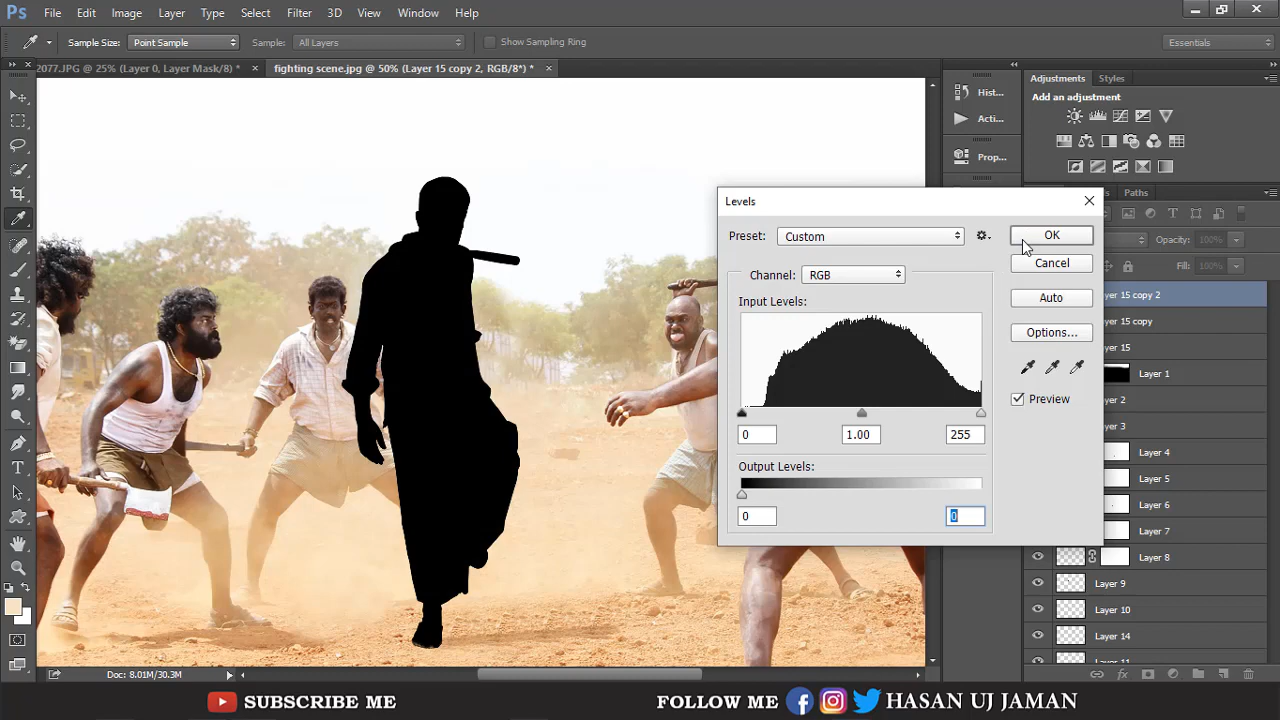 Ps File Edit Image Layer Type Select Filter 3D View Window Help
Sample Size: Point Sample Sample: All Layers Show Sampling Ring Essentials
2077.JPG @ 25% (Layer 0, Layer Mask/8) * × fighting scene.jpg @ 50% (Layer 15 copy 2, RGB/8*) * ×
Adjustments Styles
Hist...
Add an adjustment
Acti...
Prop...
Paths
Opacity: 100%
Fill: 100%
Levels
Preset: Custom
OK
Cancel
Channel: RGB
Auto
Input Levels:
Options...
Preview
0 1.00 255
Output Levels:
0 0
yer 15 copy 2
yer 15 copy
yer 15
Layer 1
yer 2
yer 3
Layer 4
Layer 5
Layer 6
Layer 7
Layer 8
Layer 9
Layer 10
Layer 14
Doc: 8.01M/30.3M
SUBSCRIBE ME FOLLOW ME HASAN UJ JAMAN